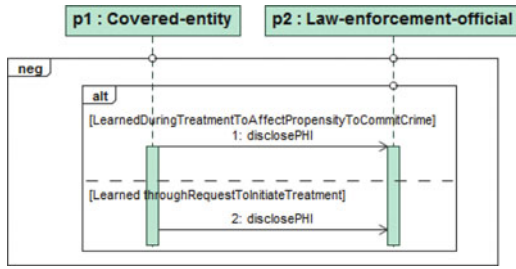 p1 : Covered-entity
p2 : Law-enforcement-official
neg
alt
[LearnedDuringTreatmentToAffectPropensityToCommitCrime]
1: disclosePHI
[Learned throughRequestToInitiateTreatment]
2: disclosePHI